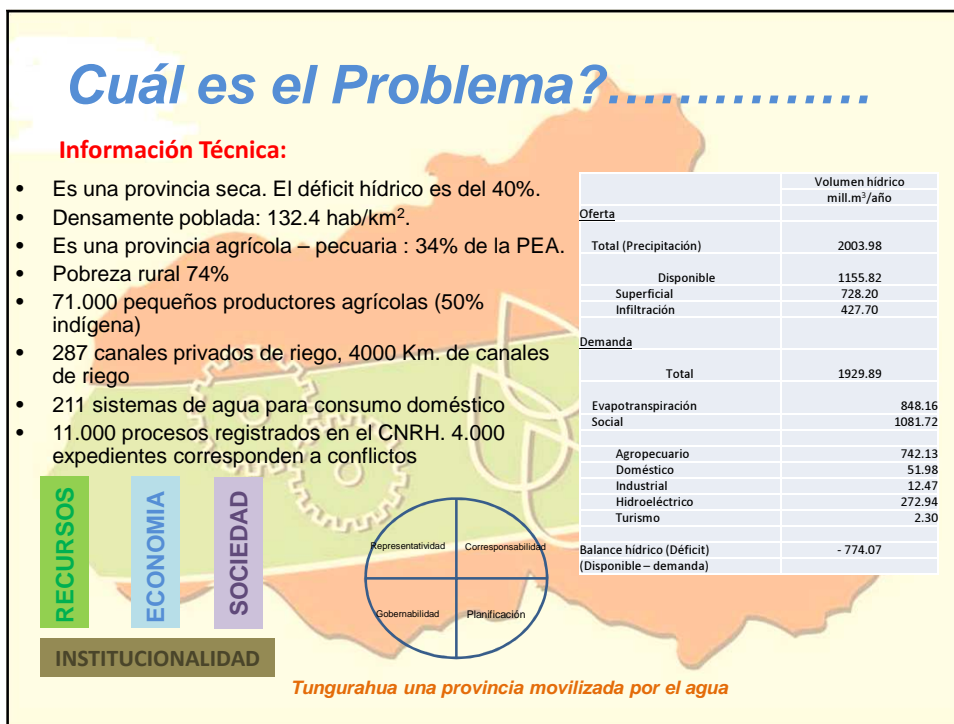 Cuál es el Problema?……………
Información Técnica:
• Es una provincia seca. El déficit hídrico es del 40%.
• Densamente poblada: 132.4 hab/km².
• Es una provincia agrícola – pecuaria : 34% de la PEA.
• Pobreza rural 74%
• 71.000 pequeños productores agrícolas (50%
indígena)
• 287 canales privados de riego, 4000 Km. de canales
de riego
• 211 sistemas de agua para consumo doméstico
• 11.000 procesos registrados en el CNRH. 4.000
expedientes corresponden a conflictos
Volumen hídrico
mill.m³/año
Oferta
Total (Precipitación) 2003.98
Disponible 1155.82
Superficial 728.20
Infiltración 427.70
Demanda
Total 1929.89
Evapotranspiración 848.16
Social 1081.72
Agropecuario 742.13
Doméstico 51.98
Industrial 12.47
Hidroeléctrico 272.94
Turismo 2.30
Balance hídrico (Déficit) - 774.07
(Disponible – demanda)
RECURSOS
ECONOMIA
SOCIEDAD
INSTITUCIONALIDAD
Representatividad Corresponsabilidad
Gobernabilidad Planificación
Tungurahua una provincia movilizada por el agua